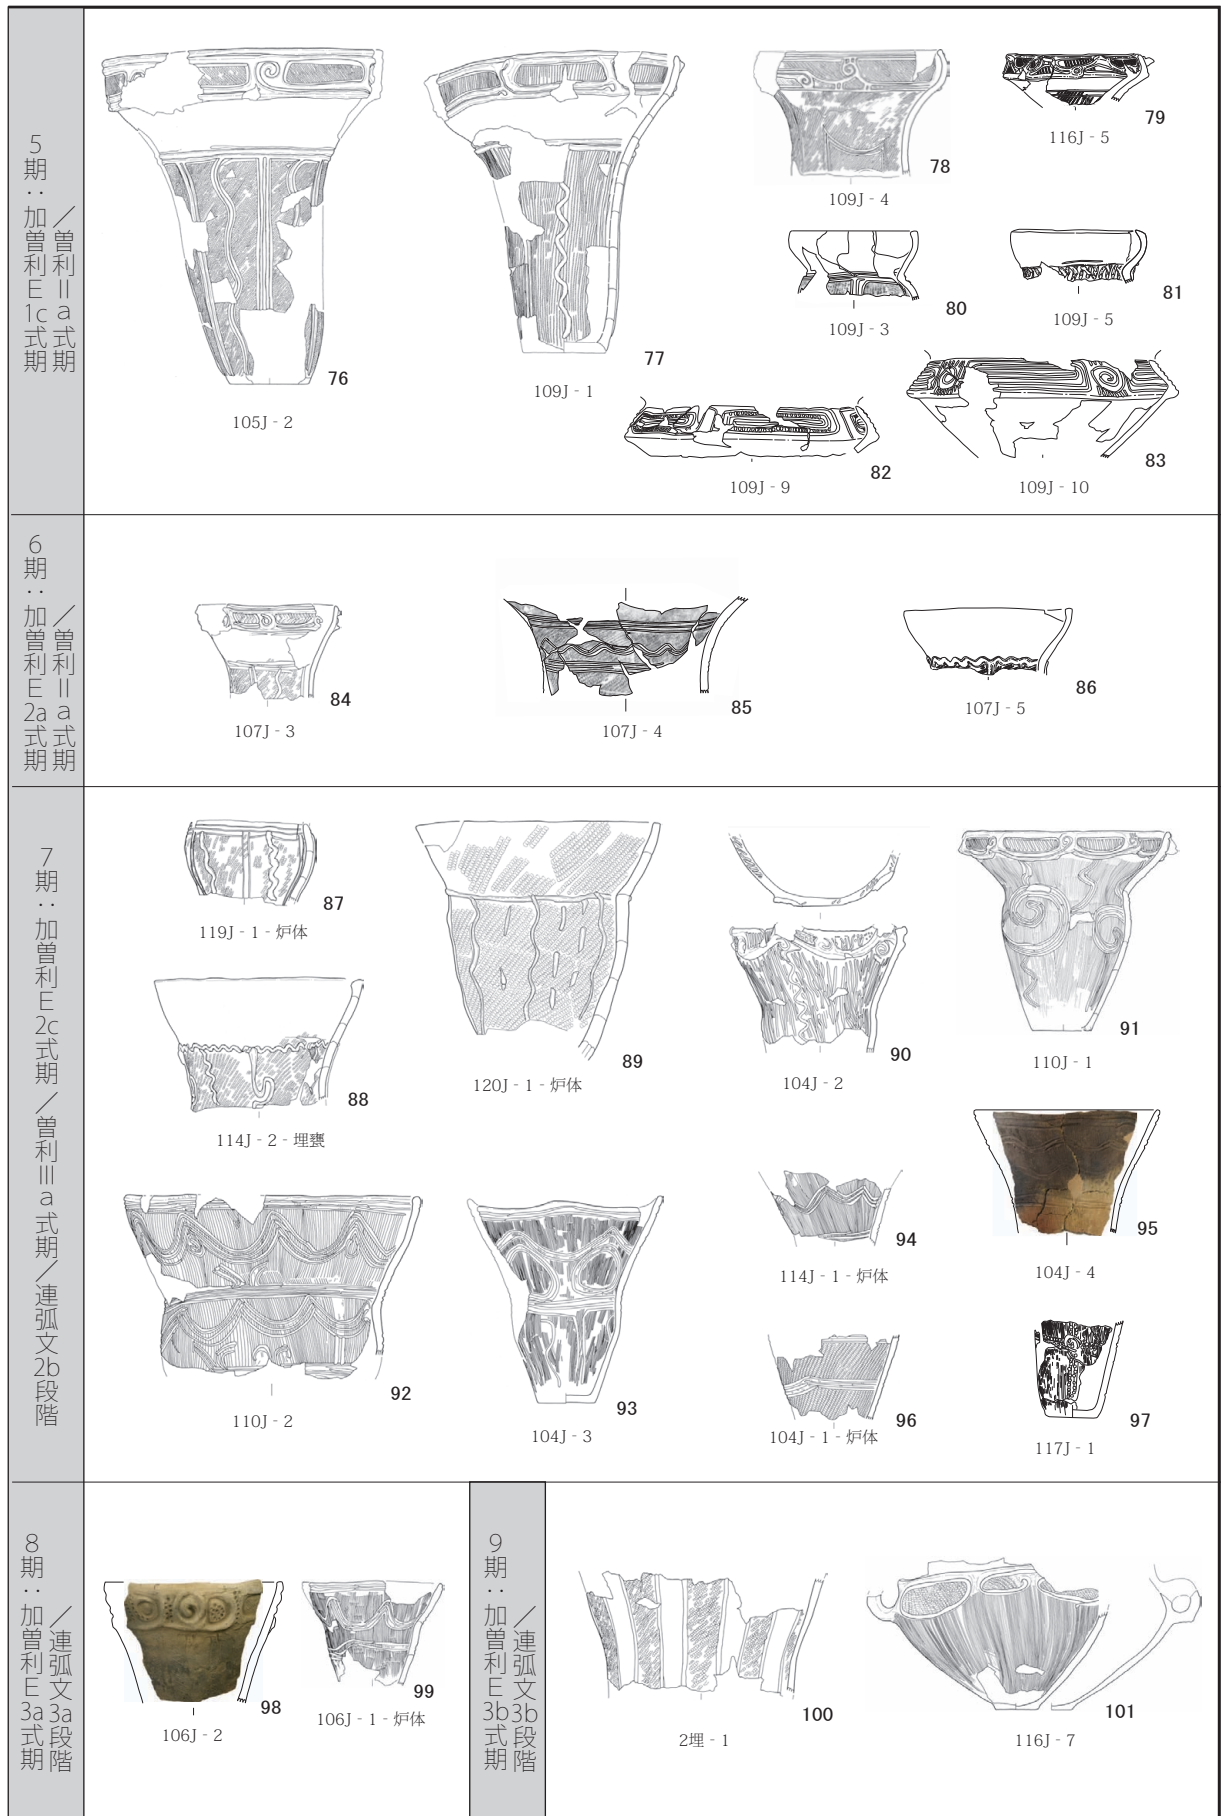 5期：加曽利E1c式期
／曽利Ⅱa式期
76
105J - 2
77
109J - 1
78
109J - 4
79
116J - 5
80
109J - 3
81
109J - 5
82
109J - 9
83
109J - 10
6期：加曽利E2a式期
／曽利Ⅱa式期
84
107J - 3
85
107J - 4
86
107J - 5
7期：加曽利E2c式期／曽利Ⅲa式期／連弧文2b段階
87
119J - 1 - 炉体
88
114J - 2 - 埋甕
89
120J - 1 - 炉体
90
104J - 2
91
110J - 1
92
110J - 2
93
104J - 3
94
114J - 1 - 炉体
95
104J - 4
96
104J - 1 - 炉体
97
117J - 1
8期：加曽利E3a式期
／連弧文3a段階
98
106J - 2
99
106J - 1 - 炉体
9期：加曽利E3b式期
／連弧文3b段階
100
2埋 - 1
101
116J - 7